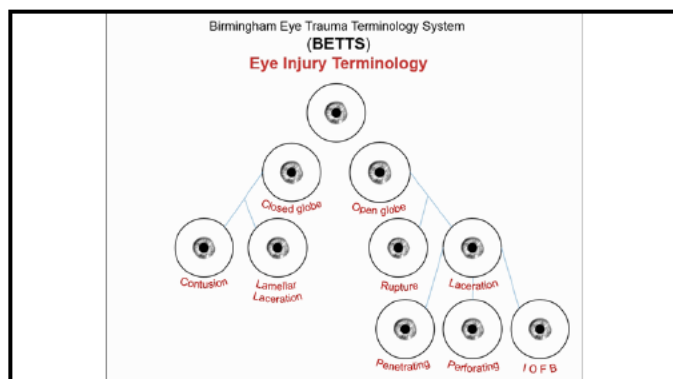 Birmingham Eye Trauma Terminology System
(BETTS)
Eye Injury Terminology
Closed globe
Open globe
Contusion
Lamellar
Laceration
Rupture
Laceration
Penetrating
Perforating
I O F B